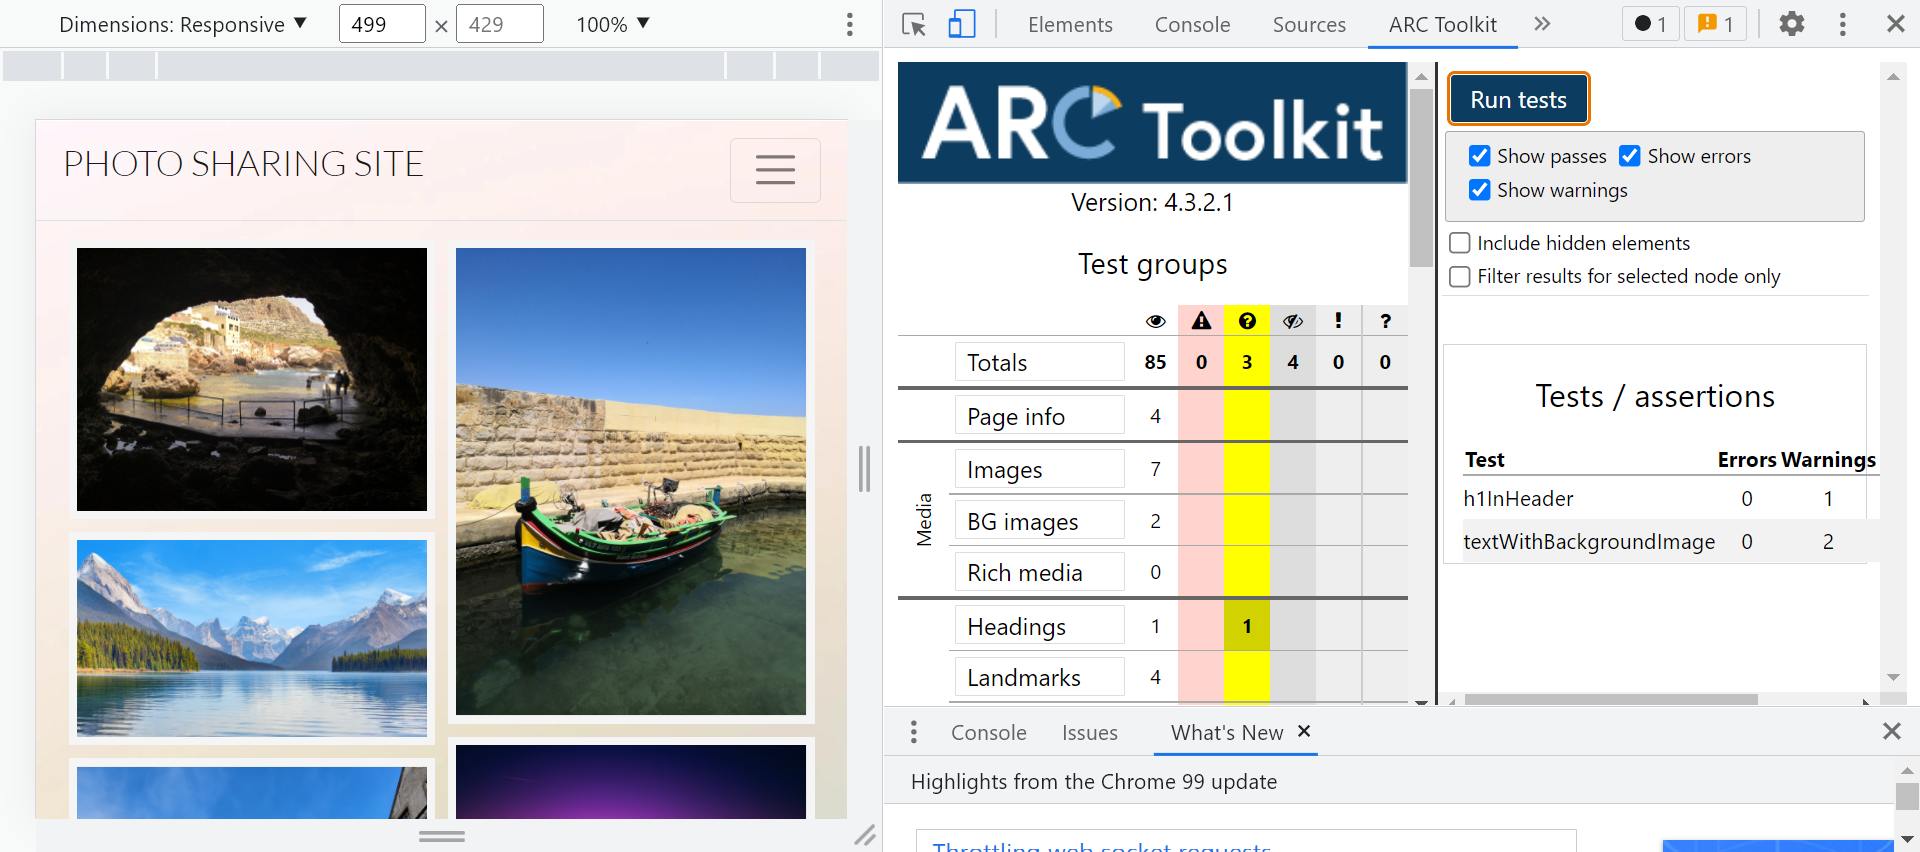 Dimensions: Responsive ▼ 499 × 429 100% ▼
Elements Console Sources ARC Toolkit 1 1
PHOTO SHARING SITE
ARC Toolkit
Version: 4.3.2.1
Test groups
Totals 85 0 3 4 0 0
Page info 4
Media
Images 7
BG images 2
Rich media 0
Headings 1 1
Landmarks 4
Run tests
Show passes Show errors
Show warnings
Include hidden elements
Filter results for selected node only
Tests / assertions
Test Errors Warnings
h1InHeader 0 1
textWithBackgroundImage 0 2
Console Issues What's New ×
Highlights from the Chrome 99 update
Throttling web socket requests